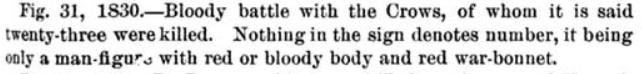 Fig. 31, 1830.—Bloody battle with the Crows, of whom it is said
twenty-three were killed. Nothing in the sign denotes number, it being
only a man-figure with red or bloody body and red war-bonnet.